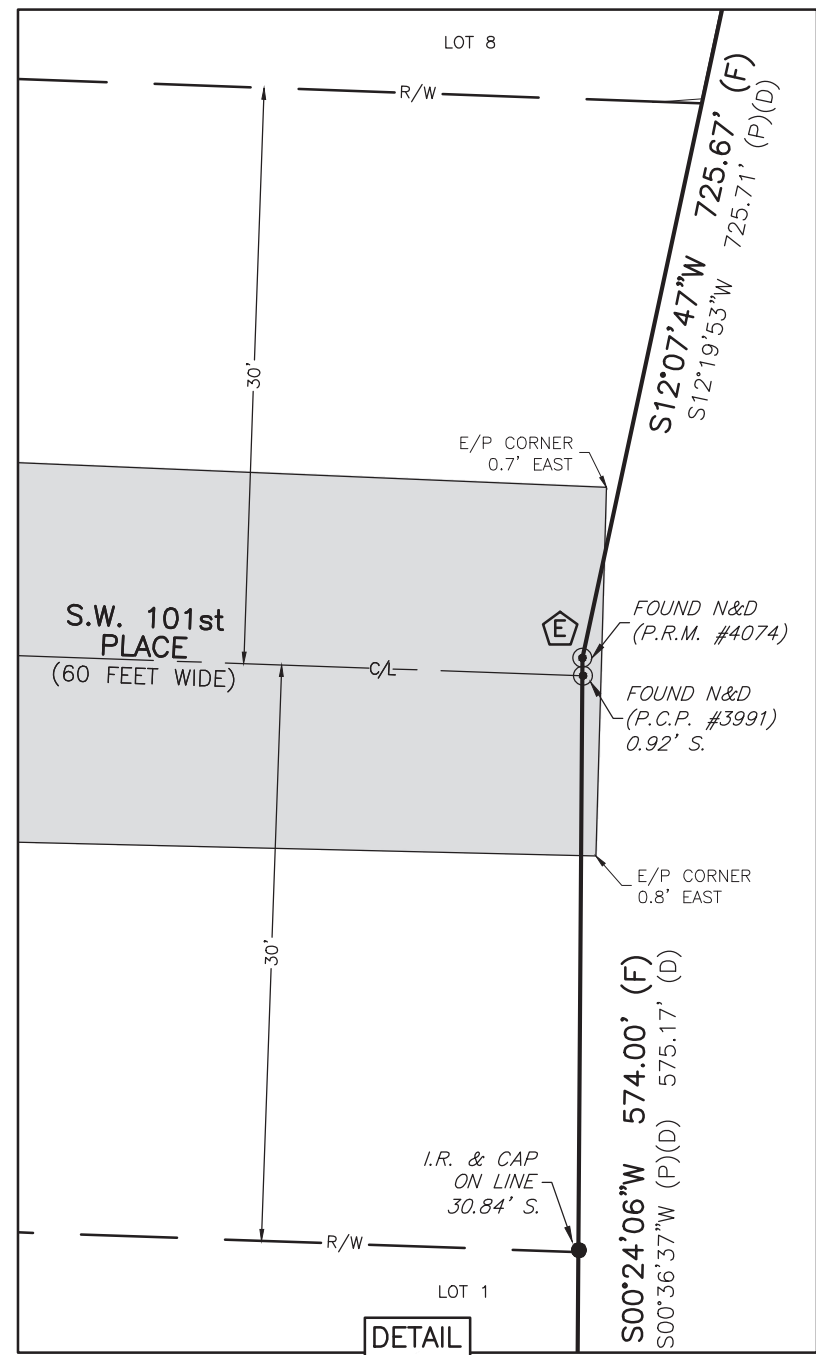 LOT 8
R/W
S12°07'47"W 725.67' (F)
S12°19'53"W 725.71' (P)(D)
30'
E/P CORNER
0.7' EAST
S.W. 101st
PLACE
(60 FEET WIDE)
C/L
E
FOUND N&D
(P.R.M. #4074)
FOUND N&D
(P.C.P. #3991)
0.92' S.
E/P CORNER
0.8' EAST
30'
S00°24'06"W 574.00' (F)
S00°36'37"W (P)(D) 575.17' (D)
I.R. & CAP
ON LINE
30.84' S.
R/W
LOT 1
DETAIL